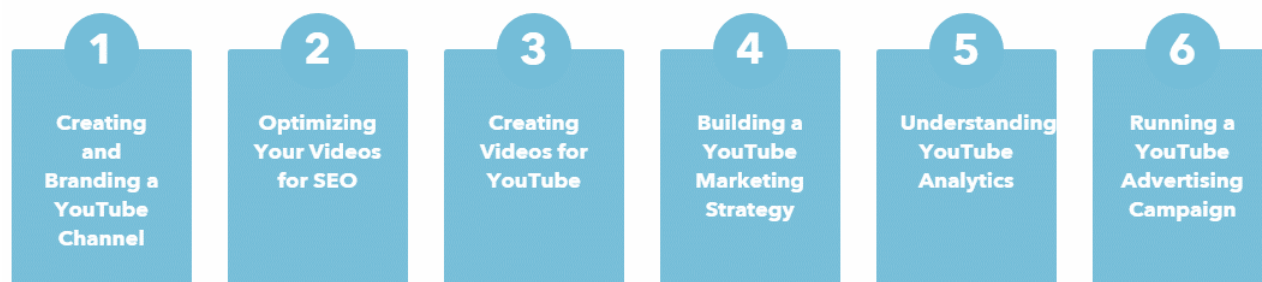 1
Creating
and
Branding a
YouTube
Channel
2
Optimizing
Your Videos
for SEO
3
Creating
Videos for
YouTube
4
Building a
YouTube
Marketing
Strategy
5
Understanding
YouTube
Analytics
6
Running a
YouTube
Advertising
Campaign